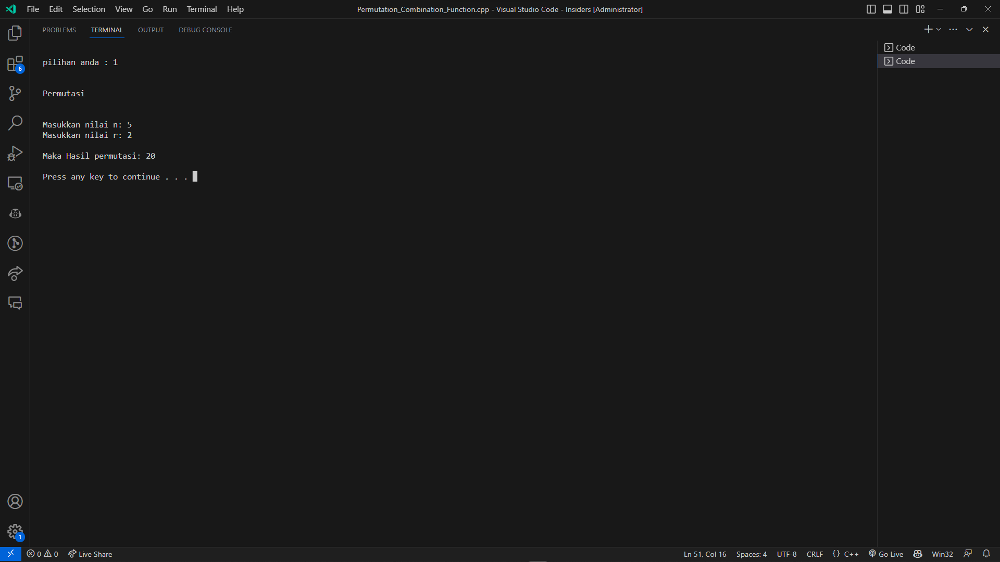 File Edit Selection View Go Run Terminal Help
Permutation_Combination_Function.cpp - Visual Studio Code - Insiders [Administrator]
PROBLEMS TERMINAL OUTPUT DEBUG CONSOLE
pilihan anda : 1
Permutasi
Masukkan nilai n: 5
Masukkan nilai r: 2
Maka Hasil permutasi: 20
Press any key to continue . . .
Code
Code
6
1
0 0 Live Share
Ln 51, Col 16 Spaces: 4 UTF-8 CRLF {} C++ Go Live Win32